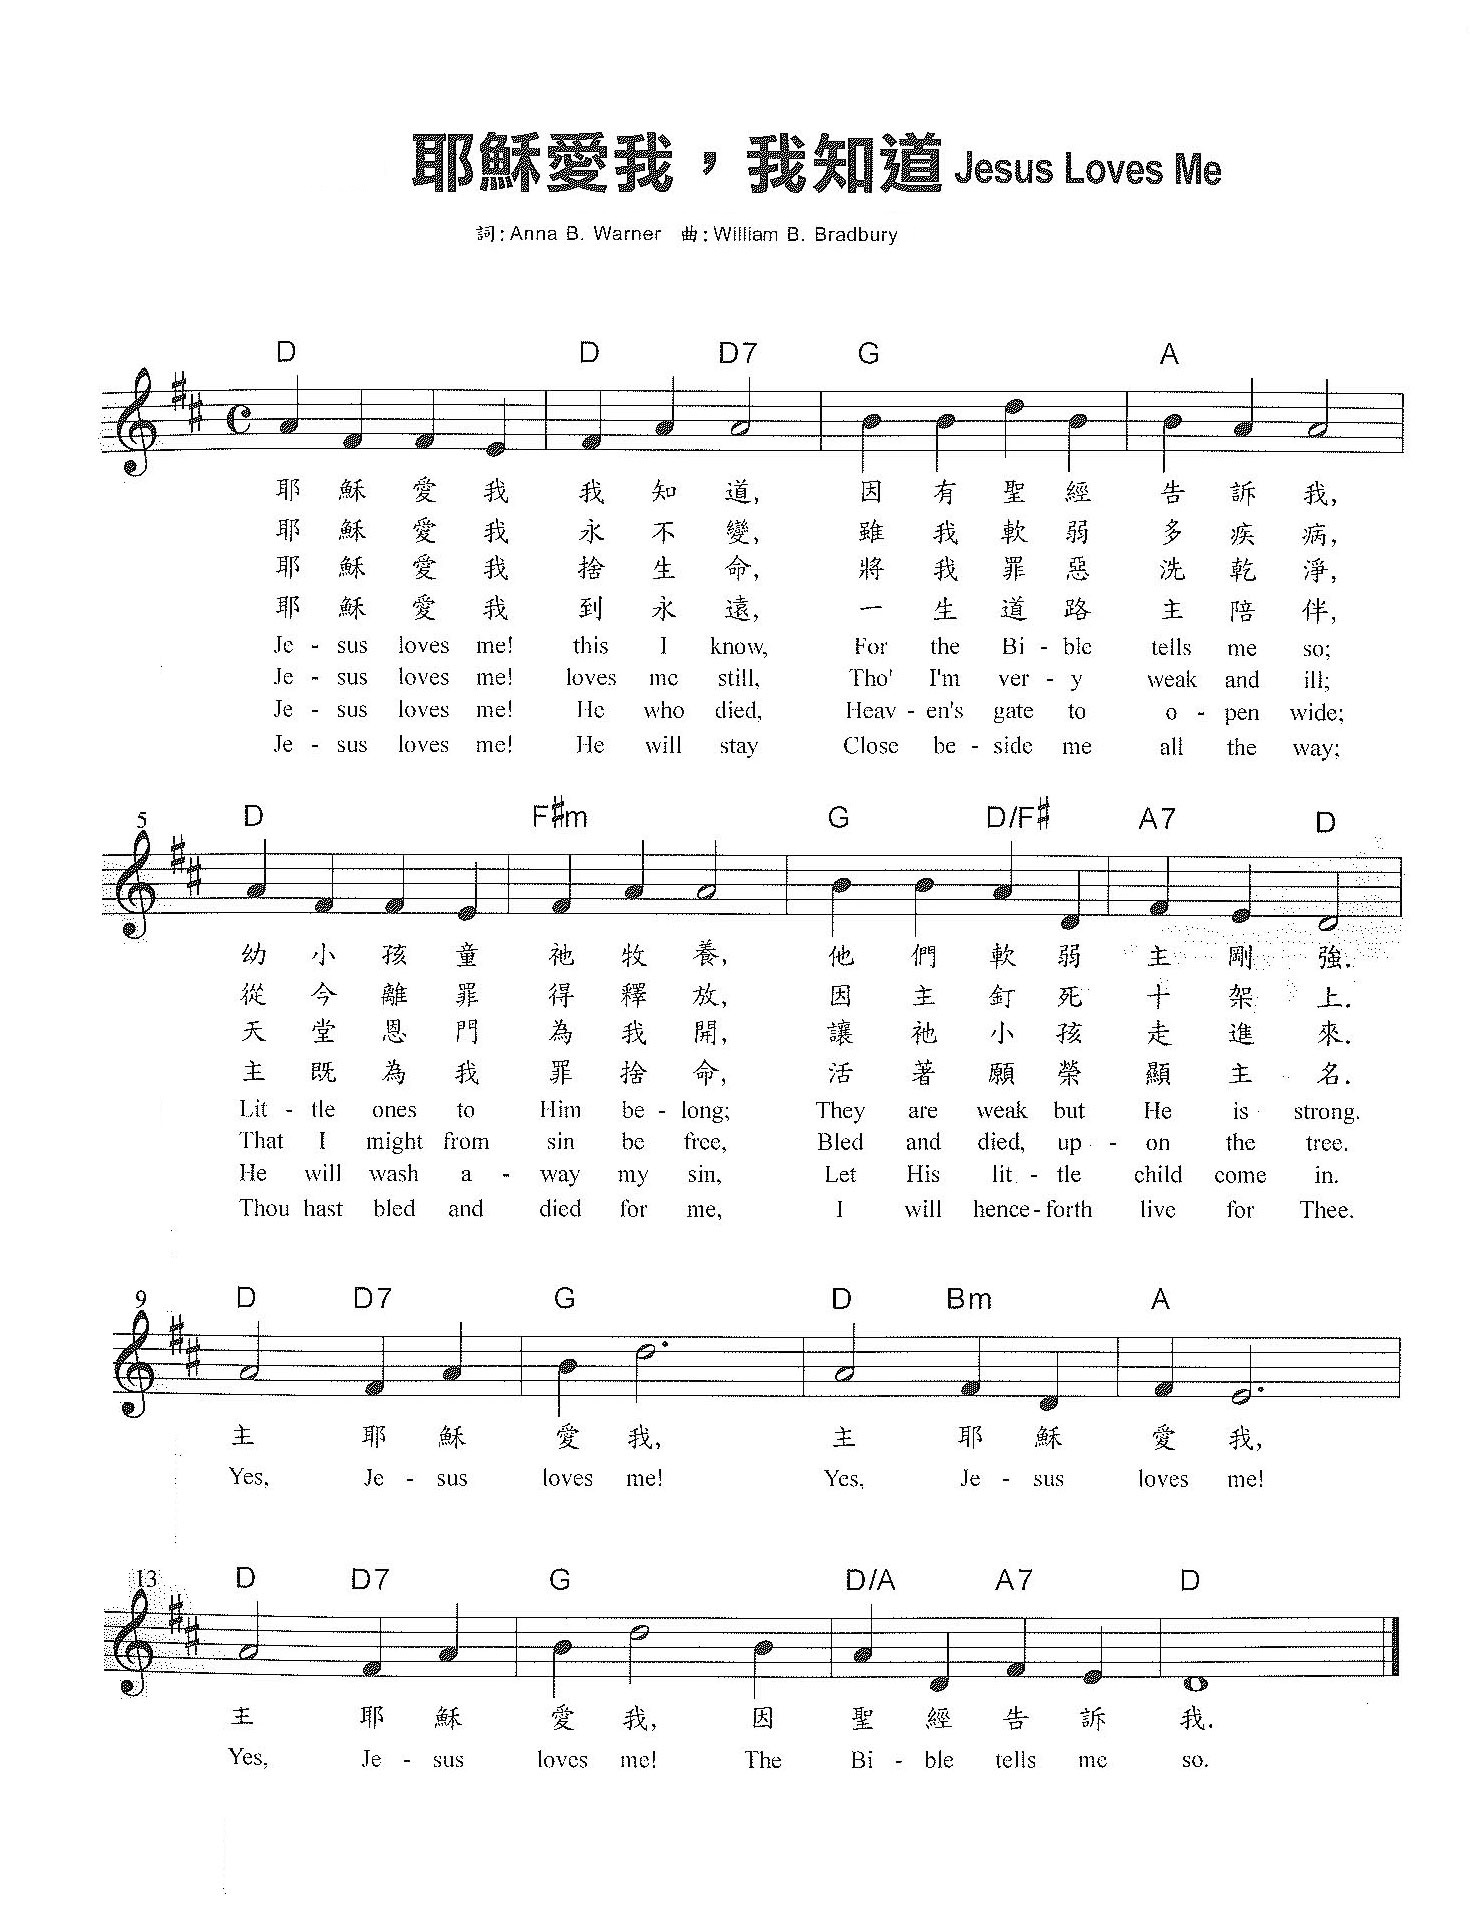 耶穌愛我，我知道 Jesus Loves Me
詞: Anna B. Warner 曲: William B. Bradbury
D D D7 G A
耶 穌 愛 我 我 知 道, 因 有 聖 經 告 訴 我,
耶 穌 愛 我 永 不 變, 雖 我 軟 弱 多 疾 病,
耶 穌 愛 我 捨 生 命, 將 我 罪 惡 洗 乾 淨,
耶 穌 愛 我 到 永 遠, 一 生 道 路 主 陪 伴,
Je - sus loves me! this I know, For the Bi - ble tells me so;
Je - sus loves me! loves me still, Tho' I'm ver - y weak and ill;
Je - sus loves me! He who died, Heav - en's gate to o - pen wide;
Je - sus loves me! He will stay Close be - side me all the way;
5 D F#m G D/F# A7 D
幼 小 孩 童 祂 牧 養, 他 們 軟 弱 主 剛 強.
從 今 離 罪 得 釋 放, 因 主 釘 死 十 架 上.
天 堂 恩 門 為 我 開, 讓 祂 小 孩 走 進 來.
主 既 為 我 罪 捨 命, 活 著 願 榮 顯 主 名.
Lit - tle ones to Him be - long; They are weak but He is strong.
That I might from sin be free, Bled and died, up - on the tree.
He will wash a - way my sin, Let His lit - tle child come in.
Thou hast bled and died for me, I will hence - forth live for Thee.
9 D D7 G D Bm A
主 耶 穌 愛 我, 主 耶 穌 愛 我,
Yes, Je - sus loves me! Yes, Je - sus loves me!
13 D D7 G D/A A7 D
主 耶 穌 愛 我, 因 聖 經 告 訴 我.
Yes, Je - sus loves me! The Bi - ble tells me so.